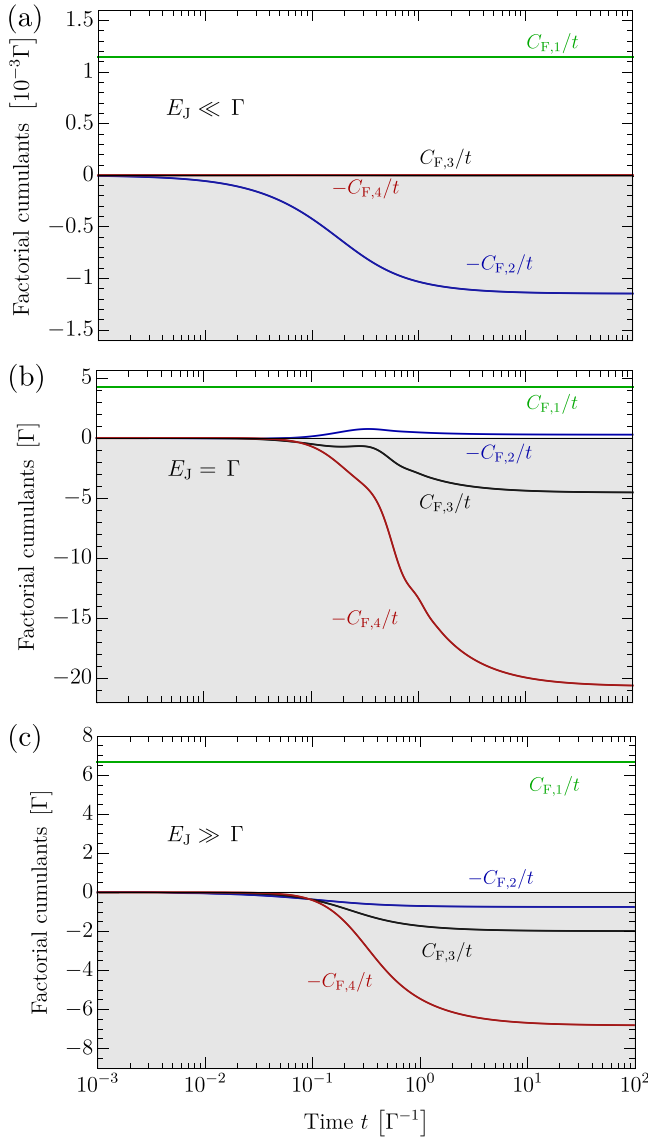 (a)
Factorial cumulants [10⁻³Γ]
1.5
1
0.5
0
−0.5
−1
−1.5
C_F,1/t
E_J ≪ Γ
C_F,3/t
−C_F,4/t
−C_F,2/t
(b)
Factorial cumulants [Γ]
5
0
−5
−10
−15
−20
C_F,1/t
−C_F,2/t
E_J = Γ
C_F,3/t
−C_F,4/t
(c)
Factorial cumulants [Γ]
8
6
4
2
0
−2
−4
−6
−8
C_F,1/t
E_J ≫ Γ
−C_F,2/t
C_F,3/t
−C_F,4/t
10⁻³ 10⁻² 10⁻¹ 10⁰ 10¹ 10²
Time t [Γ⁻¹]